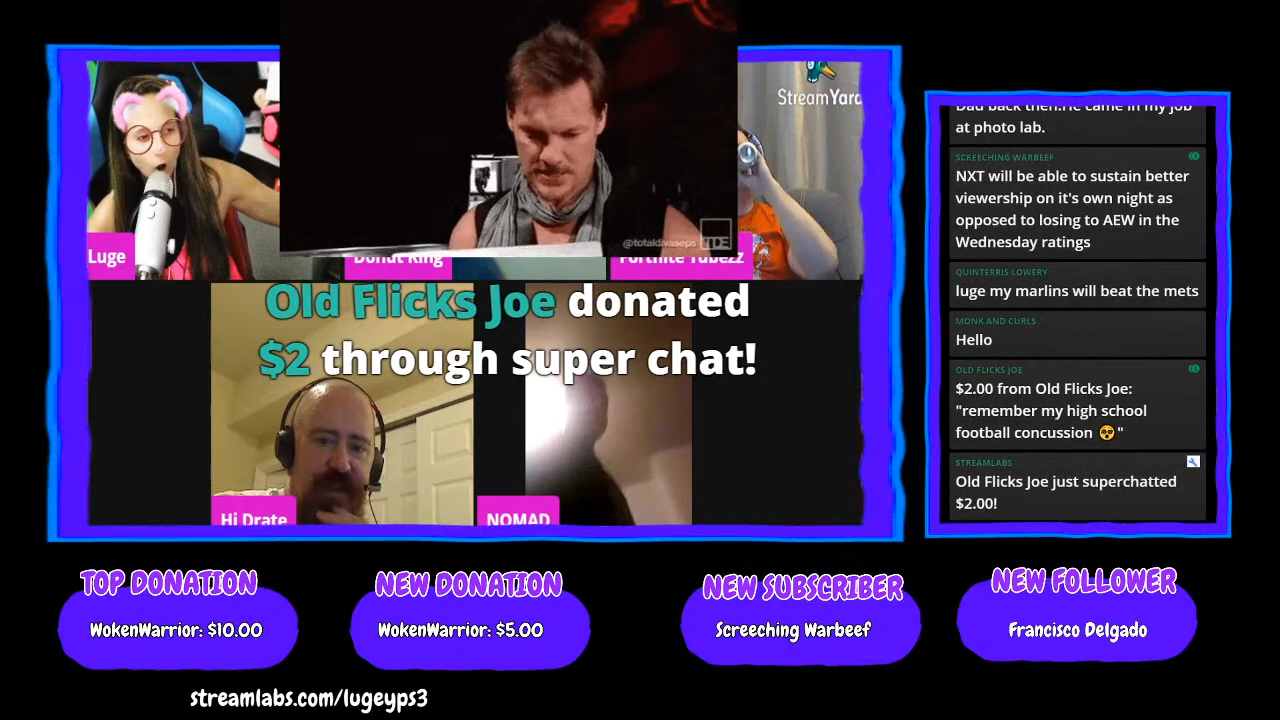 StreamYard
@totaldivaseps
TDE
Luge
Donut King
Fortnite Tubezz
Old Flicks Joe donated
$2 through super chat!
Hi Drate
NOMAD
Dad back then.He came in my job
at photo lab.
SCREECHING WARBEEF
NXT will be able to sustain better
viewership on it's own night as
opposed to losing to AEW in the
Wednesday ratings
QUINTERRIS LOWERY
luge my marlins will beat the mets
MONK AND CURLS
Hello
OLD FLICKS JOE
$2.00 from Old Flicks Joe:
"remember my high school
football concussion 😵"
STREAMLABS
Old Flicks Joe just superchatted
$2.00!
TOP DONATION
WokenWarrior: $10.00
NEW DONATION
WokenWarrior: $5.00
NEW SUBSCRIBER
Screeching Warbeef
NEW FOLLOWER
Francisco Delgado
streamlabs.com/lugeyps3